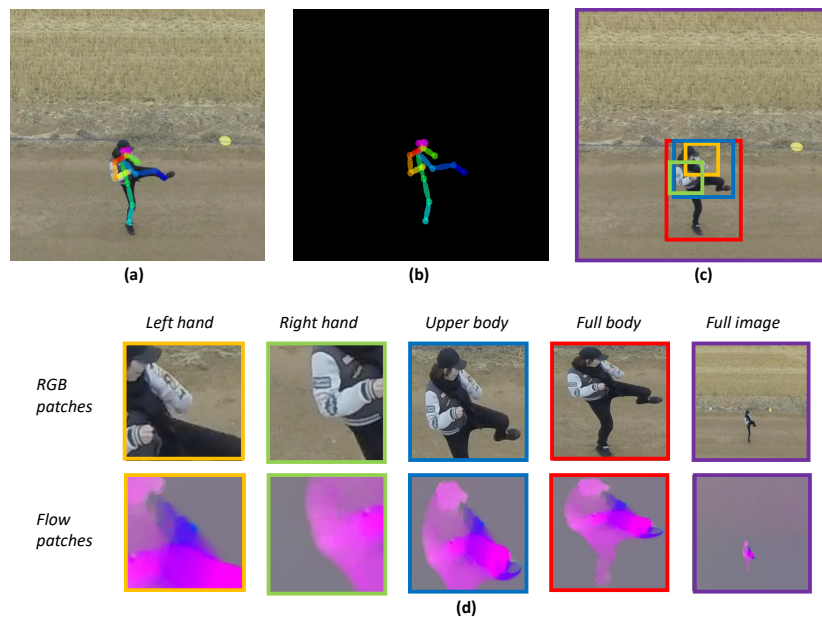 (a)
(b)
(c)
Left hand
Right hand
Upper body
Full body
Full image
RGB
patches
Flow
patches
(d)